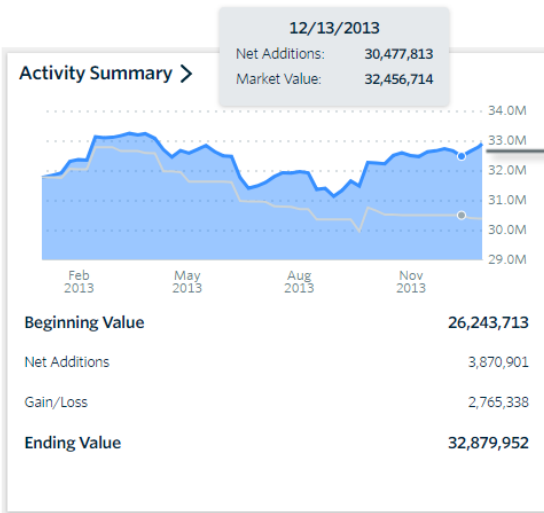 12/13/2013
Net Additions: 30,477,813
Market Value: 32,456,714
Activity Summary >
34.0M
33.0M
32.0M
31.0M
30.0M
29.0M
Feb 2013
May 2013
Aug 2013
Nov 2013
Beginning Value 26,243,713
Net Additions 3,870,901
Gain/Loss 2,765,338
Ending Value 32,879,952